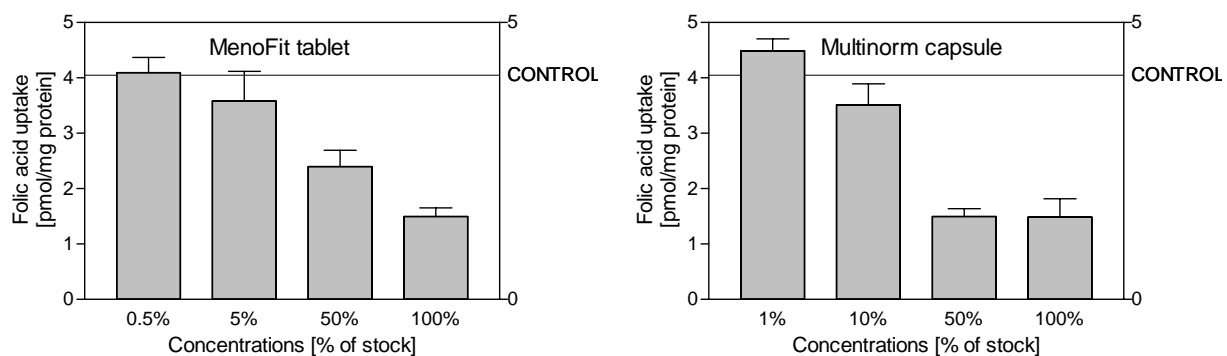 MenoFit tablet
Folic acid uptake
[pmol/mg protein]
5
4
3
2
1
0
5
CONTROL
0
0.5% 5% 50% 100%
Concentrations [% of stock]
Multinorm capsule
Folic acid uptake
[pmol/mg protein]
5
4
3
2
1
0
5
CONTROL
0
1% 10% 50% 100%
Concentrations [% of stock]